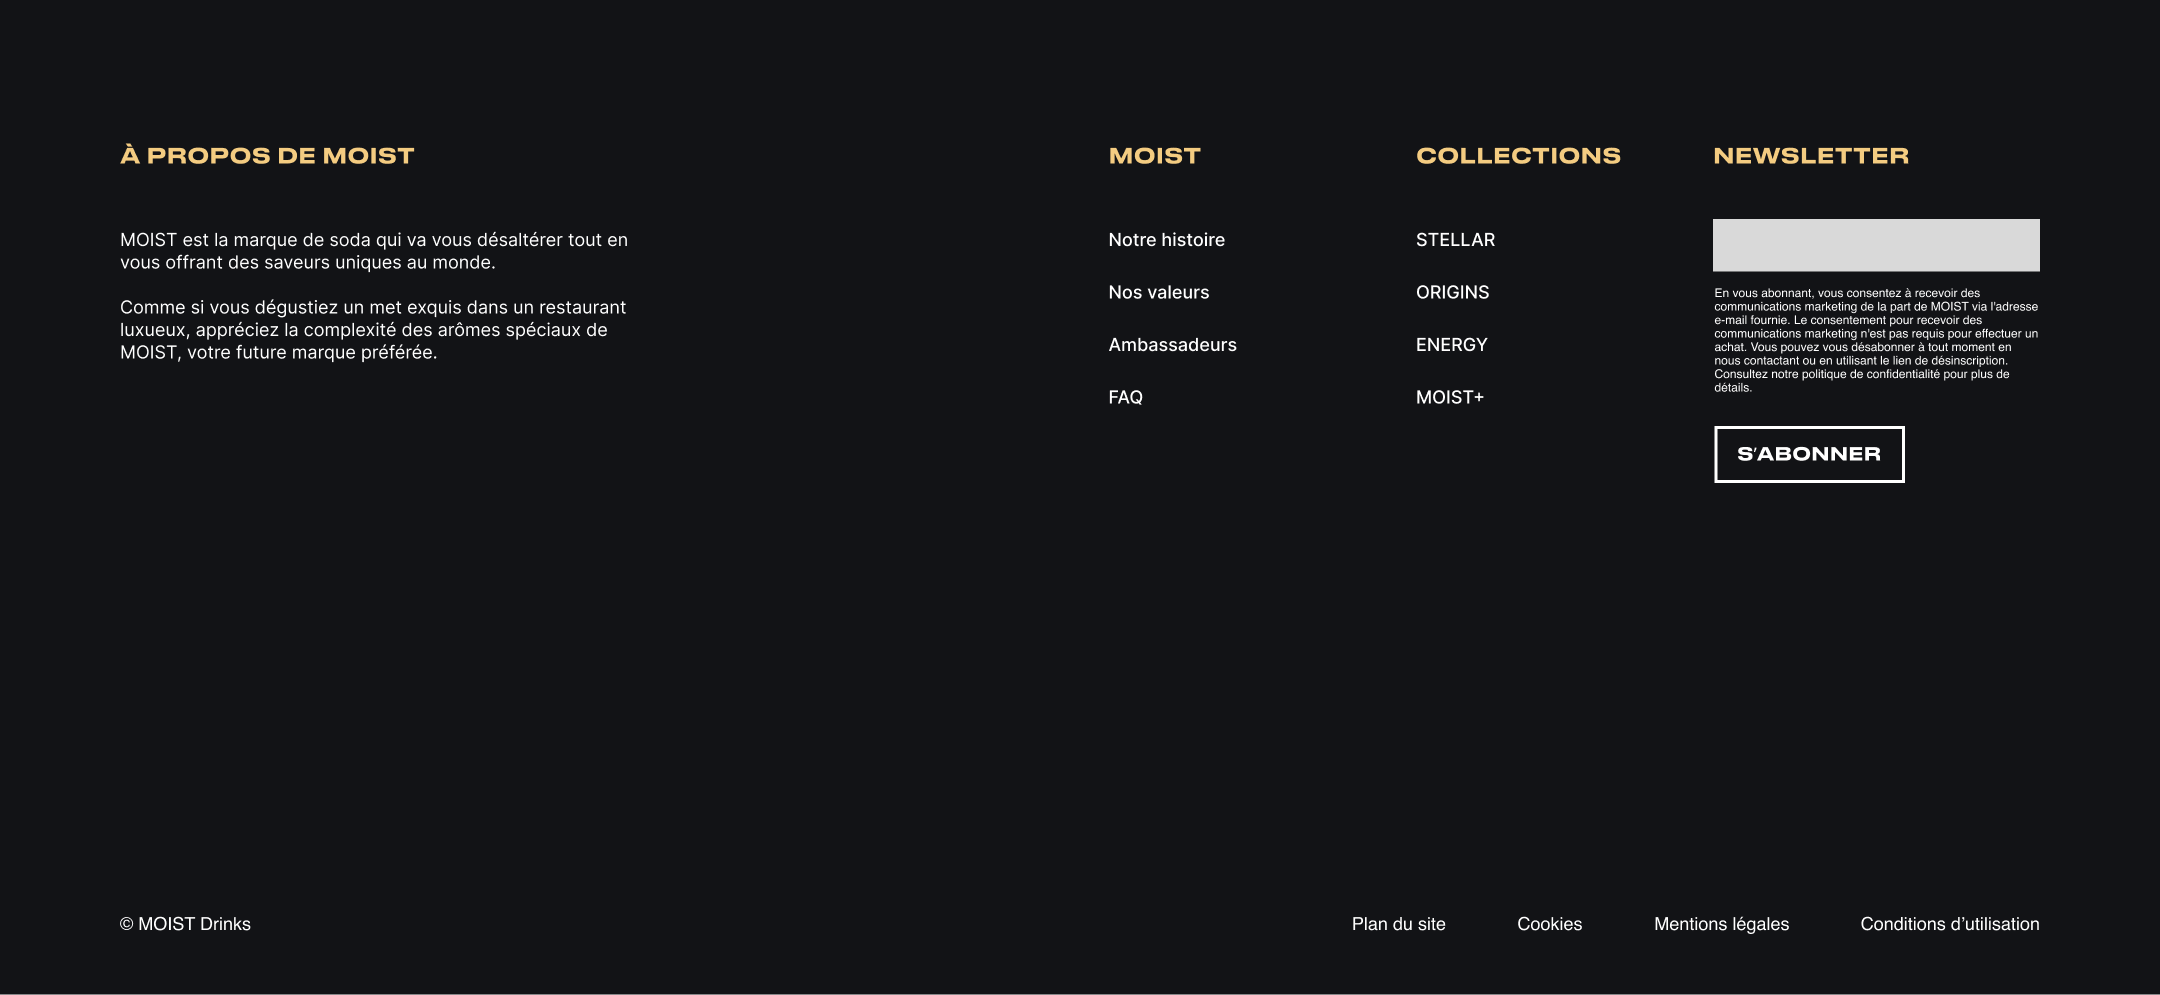 À PROPOS DE MOIST
MOIST est la marque de soda qui va vous désaltérer tout en
vous offrant des saveurs uniques au monde.
Comme si vous dégustiez un met exquis dans un restaurant
luxueux, appréciez la complexité des arômes spéciaux de
MOIST, votre future marque préférée.
MOIST
Notre histoire
Nos valeurs
Ambassadeurs
FAQ
COLLECTIONS
STELLAR
ORIGINS
ENERGY
MOIST+
NEWSLETTER
En vous abonnant, vous consentez à recevoir des
communications marketing de la part de MOIST via l'adresse
e-mail fournie. Le consentement pour recevoir des
communications marketing n'est pas requis pour effectuer un
achat. Vous pouvez vous désabonner à tout moment en
nous contactant ou en utilisant le lien de désinscription.
Consultez notre politique de confidentialité pour plus de
détails.
S'ABONNER
© MOIST Drinks
Plan du site
Cookies
Mentions légales
Conditions d’utilisation